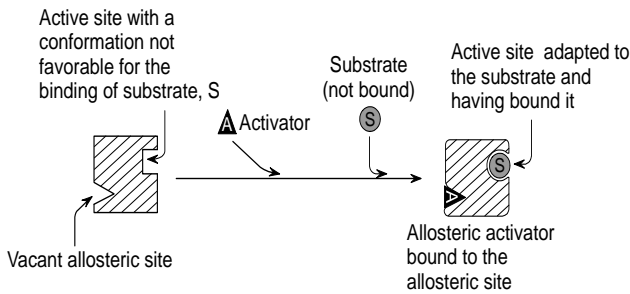 Active site with a
conformation not
favorable for the
binding of substrate, S
A Activator
Substrate
(not bound)
S
Active site adapted to
the substrate and
having bound it
S
A
Vacant allosteric site
Allosteric activator
bound to the
allosteric site